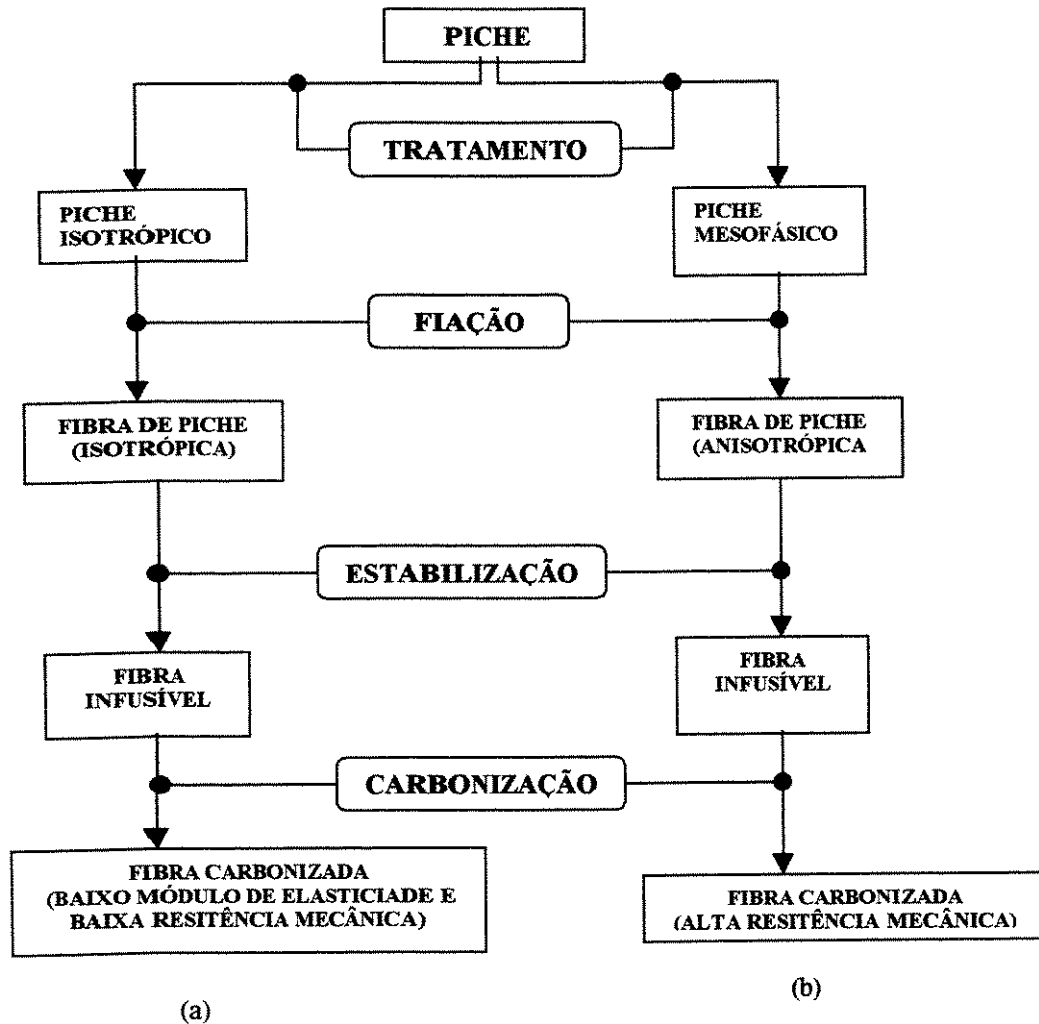 PICHE
TRATAMENTO
PICHE
ISOTRÓPICO
PICHE
MESOFÁSICO
FIAÇÃO
FIBRA DE PICHE
(ISOTRÓPICA)
FIBRA DE PICHE
(ANISOTRÓPICA
ESTABILIZAÇÃO
FIBRA
INFUSÍVEL
FIBRA
INFUSÍVEL
CARBONIZAÇÃO
FIBRA CARBONIZADA
(BAIXO MÓDULO DE ELASTICIADE E
BAIXA RESITÊNCIA MECÂNICA)
FIBRA CARBONIZADA
(ALTA RESITÊNCIA MECÂNICA)
(a)
(b)